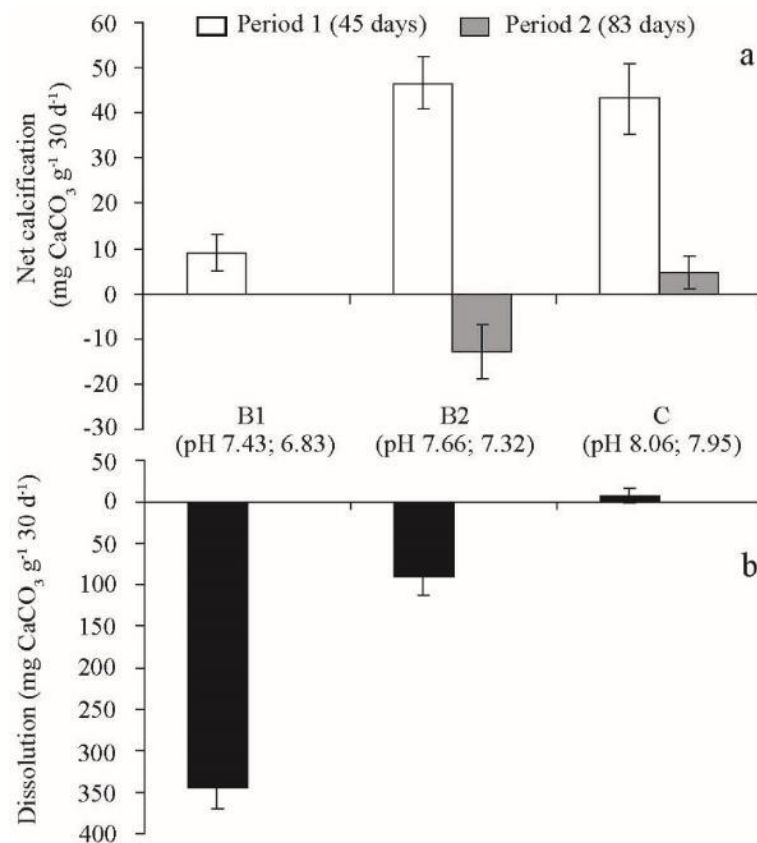 Period 1 (45 days) Period 2 (83 days)
a
Net calcification
(mg CaCO₃ g⁻¹ 30 d⁻¹)
60
50
40
30
20
10
0
-10
-20
-30
B1 B2 C
(pH 7.43; 6.83) (pH 7.66; 7.32) (pH 8.06; 7.95)
b
Dissolution (mg CaCO₃ g⁻¹ 30 d⁻¹)
50
0
50
100
150
200
250
300
350
400